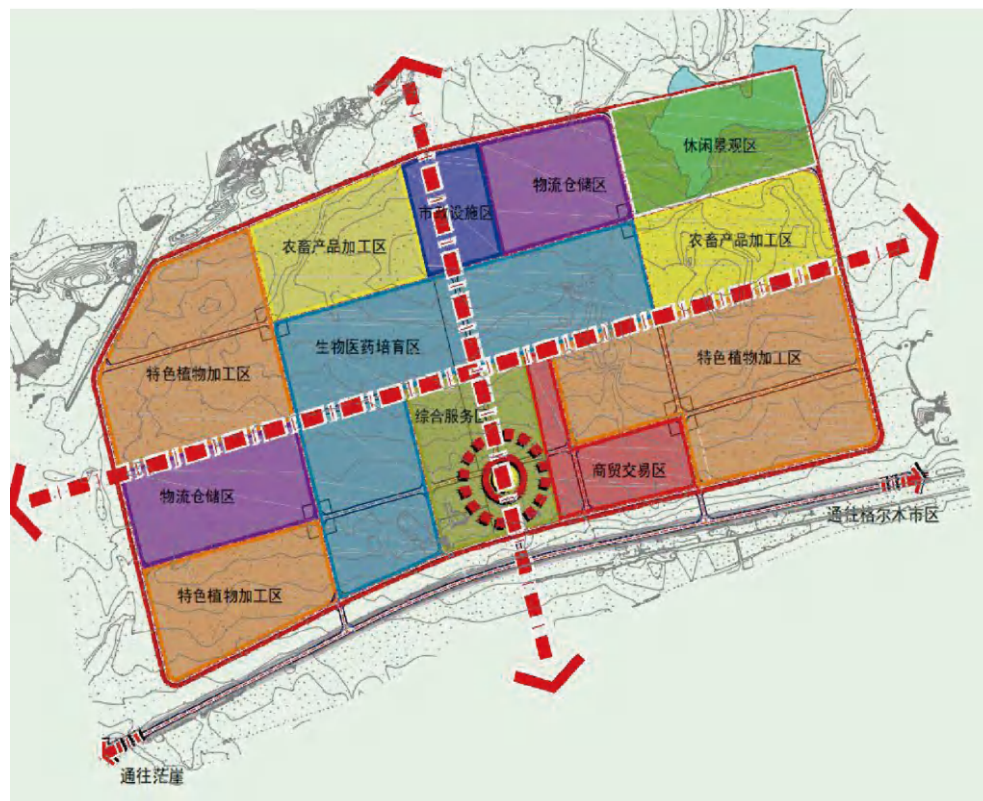 休闲景观区
物流仓储区
市政设施区
农畜产品加工区
农畜产品加工区
生物医药培育区
特色植物加工区
特色植物加工区
综合服务区
商贸交易区
物流仓储区
通往格尔木市区
特色植物加工区
通往茫崖